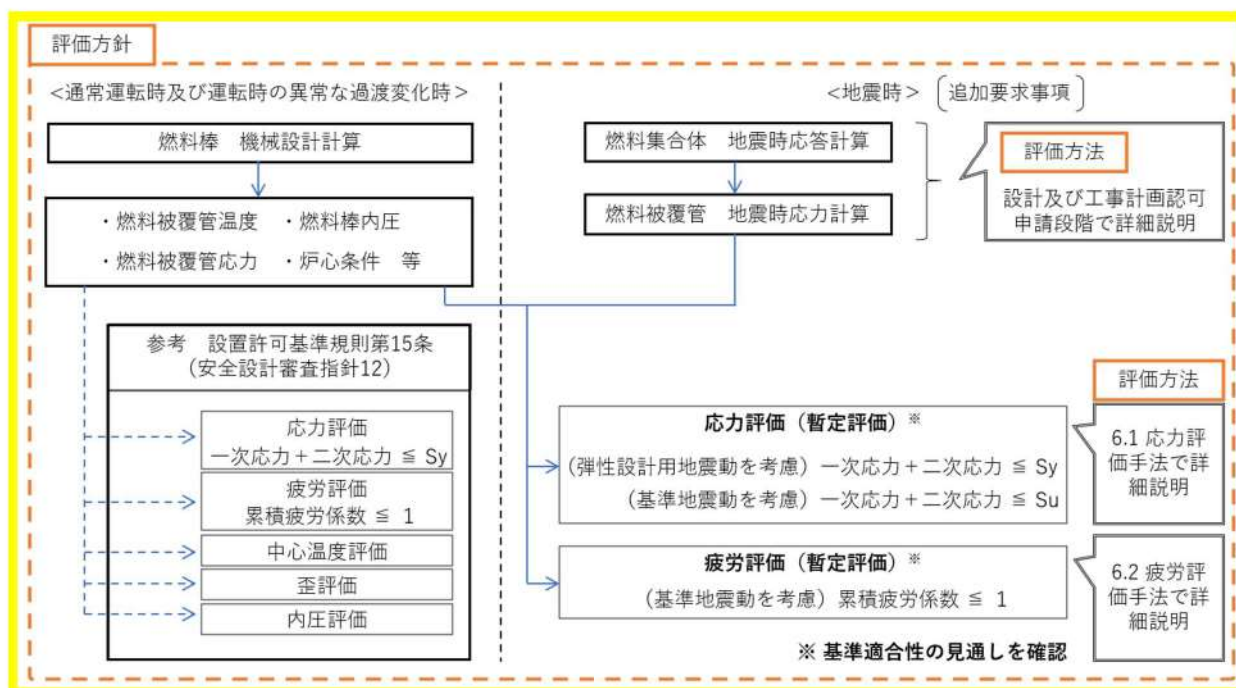 評価方針
<通常運転時及び運転時の異常な過渡変化時>
燃料棒 機械設計計算
・燃料被覆管温度 ・燃料棒内圧
・燃料被覆管応力 ・炉心条件 等
参考 設置許可基準規則第15条
(安全設計審査指針12)
応力評価
一次応力+二次応力 ≦ Sy
疲労評価
累積疲労係数 ≦ 1
中心温度評価
歪評価
内圧評価
<地震時>
追加要求事項
燃料集合体 地震時応答計算
燃料被覆管 地震時応力計算
評価方法
設計及び工事計画認可
申請段階で詳細説明
応力評価(暫定評価)※
(弾性設計用地震動を考慮)一次応力+二次応力 ≦ Sy
(基準地震動を考慮)一次応力+二次応力 ≦ Su
疲労評価(暫定評価)※
(基準地震動を考慮)累積疲労係数 ≦ 1
※ 基準適合性の見通しを確認
評価方法
6.1 応力評
価手法で詳
細説明
6.2 疲労評
価手法で詳
細説明